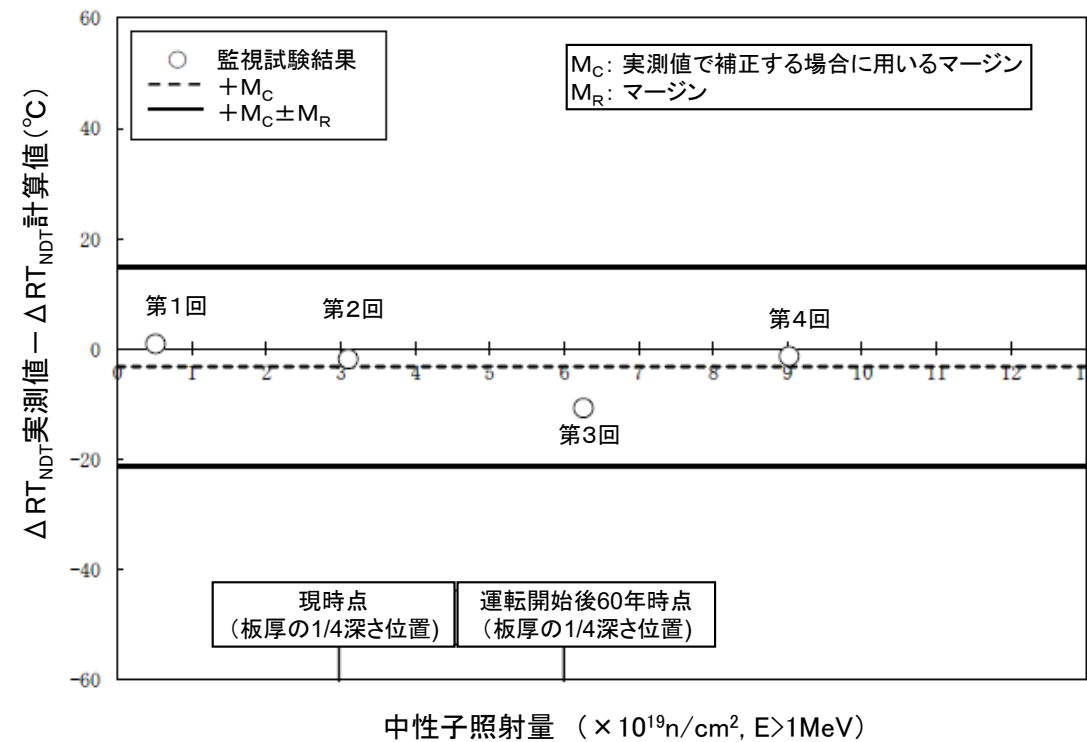 60
40
20
0
-20
-40
-60
ΔRT_NDT実測値－ΔRT_NDT計算値(℃)
監視試験結果
＋M_C
＋M_C±M_R
M_C: 実測値で補正する場合に用いるマージン
M_R: マージン
第1回
第2回
第4回
第3回
0 1 2 3 4 5 6 7 8 9 10 11 12
現時点
（板厚の1/4深さ位置）
運転開始後60年時点
（板厚の1/4深さ位置）
中性子照射量 （×10¹⁹n/cm², E>1MeV）